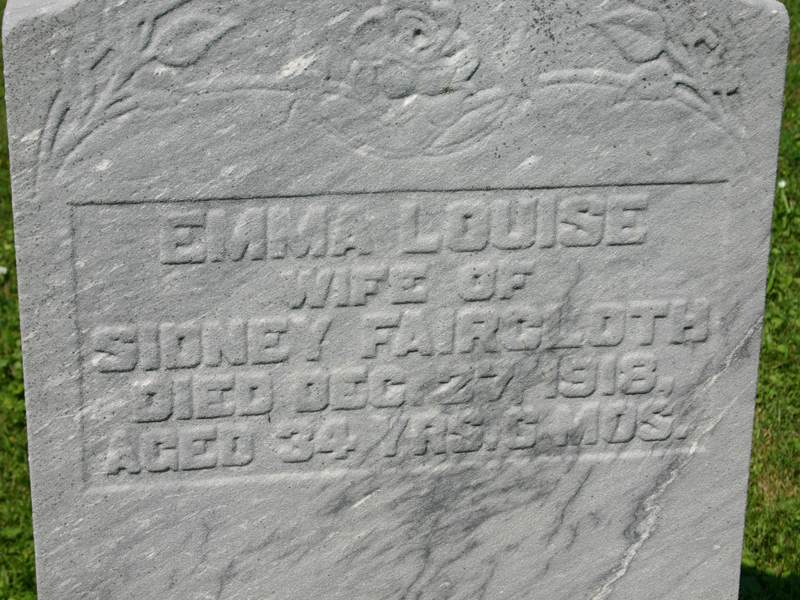 EMMA LOUISE
WIFE OF
SIDNEY FAIRCLOTH
DIED DEC. 27, 1918,
AGED 34 YRS. 6 MOS.